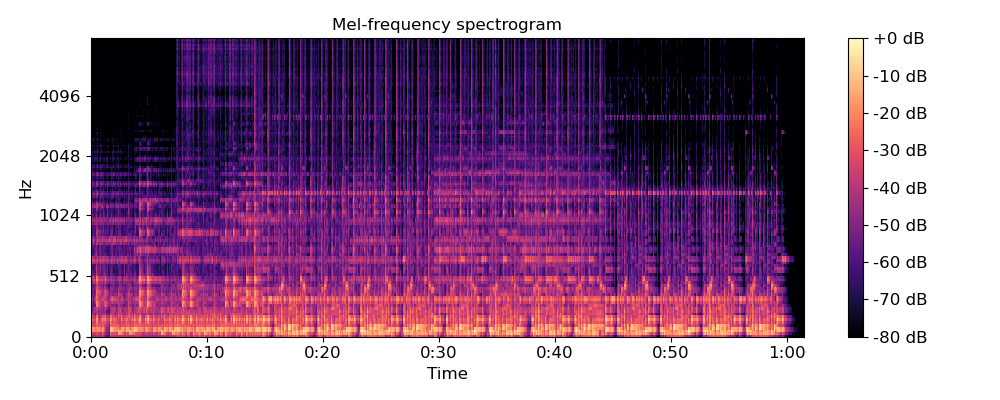 Mel-frequency spectrogram
Hz
4096
2048
1024
512
0
0:00
0:10
0:20
0:30
0:40
0:50
1:00
Time
+0 dB
-10 dB
-20 dB
-30 dB
-40 dB
-50 dB
-60 dB
-70 dB
-80 dB